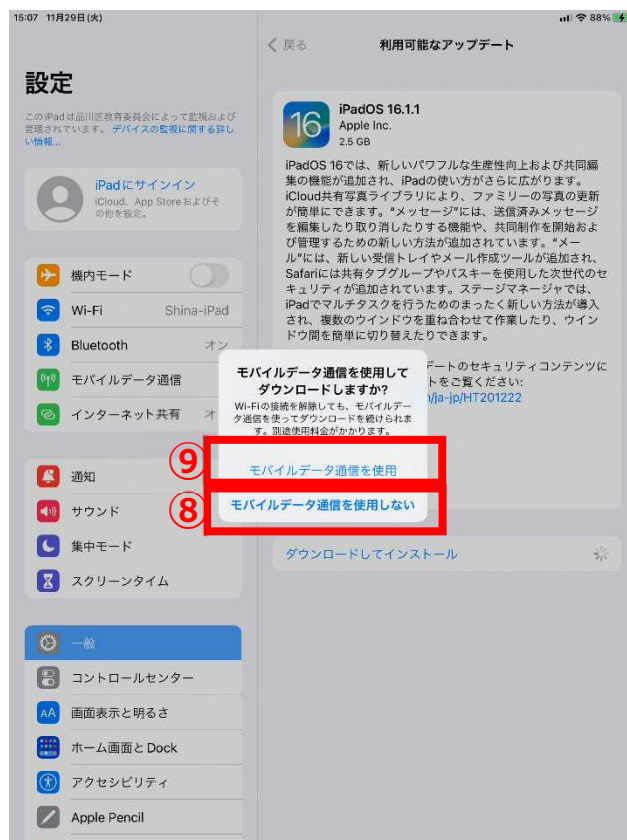 15:07 11月29日(火)
88%
戻る
利用可能なアップデート
設定
このiPadは品川区教育委員会によって監視および
管理されています。デバイスの監視に関する詳し
い情報...
iPadにサインイン
iCloud、App Storeおよびそ
の他を設定。
機内モード
Wi-Fi Shina-iPad
Bluetooth オン
モバイルデータ通信
インターネット共有 オ
通知
サウンド
集中モード
スクリーンタイム
一般
コントロールセンター
AA 画面表示と明るさ
ホーム画面とDock
アクセシビリティ
Apple Pencil
16
iPadOS 16.1.1
Apple Inc.
2.5 GB
iPadOS 16では、新しいパワフルな生産性向上および共同編
集の機能が追加され、iPadの使い方がさらに広がります。
iCloud共有写真ライブラリにより、ファミリーの写真の更新
が簡単にできます。“メッセージ”には、送信済みメッセージ
を編集したり取り消したりする機能や、共同制作を開始およ
び管理するための新しい方法が追加されています。“メー
ル”には、新しい受信トレイやメール作成ツールが追加され、
Safariには共有タブグループやパスキーを使用した次世代のセ
キュリティが追加されています。ステージマネージャでは、
iPadでマルチタスクを行うためのまったく新しい方法が導入
され、複数のウインドウを重ね合わせて作業したり、ウイン
ドウ間を簡単に切り替えたりできます。
デートのセキュリティコンテンツに
トをご覧ください:
/ja-jp/HT201222
モバイルデータ通信を使用して
ダウンロードしますか?
Wi-Fiの接続を解除しても、モバイルデー
タ通信を使ってダウンロードを続けられま
す。別途使用料金がかかります。
⑨ モバイルデータ通信を使用
⑧ モバイルデータ通信を使用しない
ダウンロードしてインストール